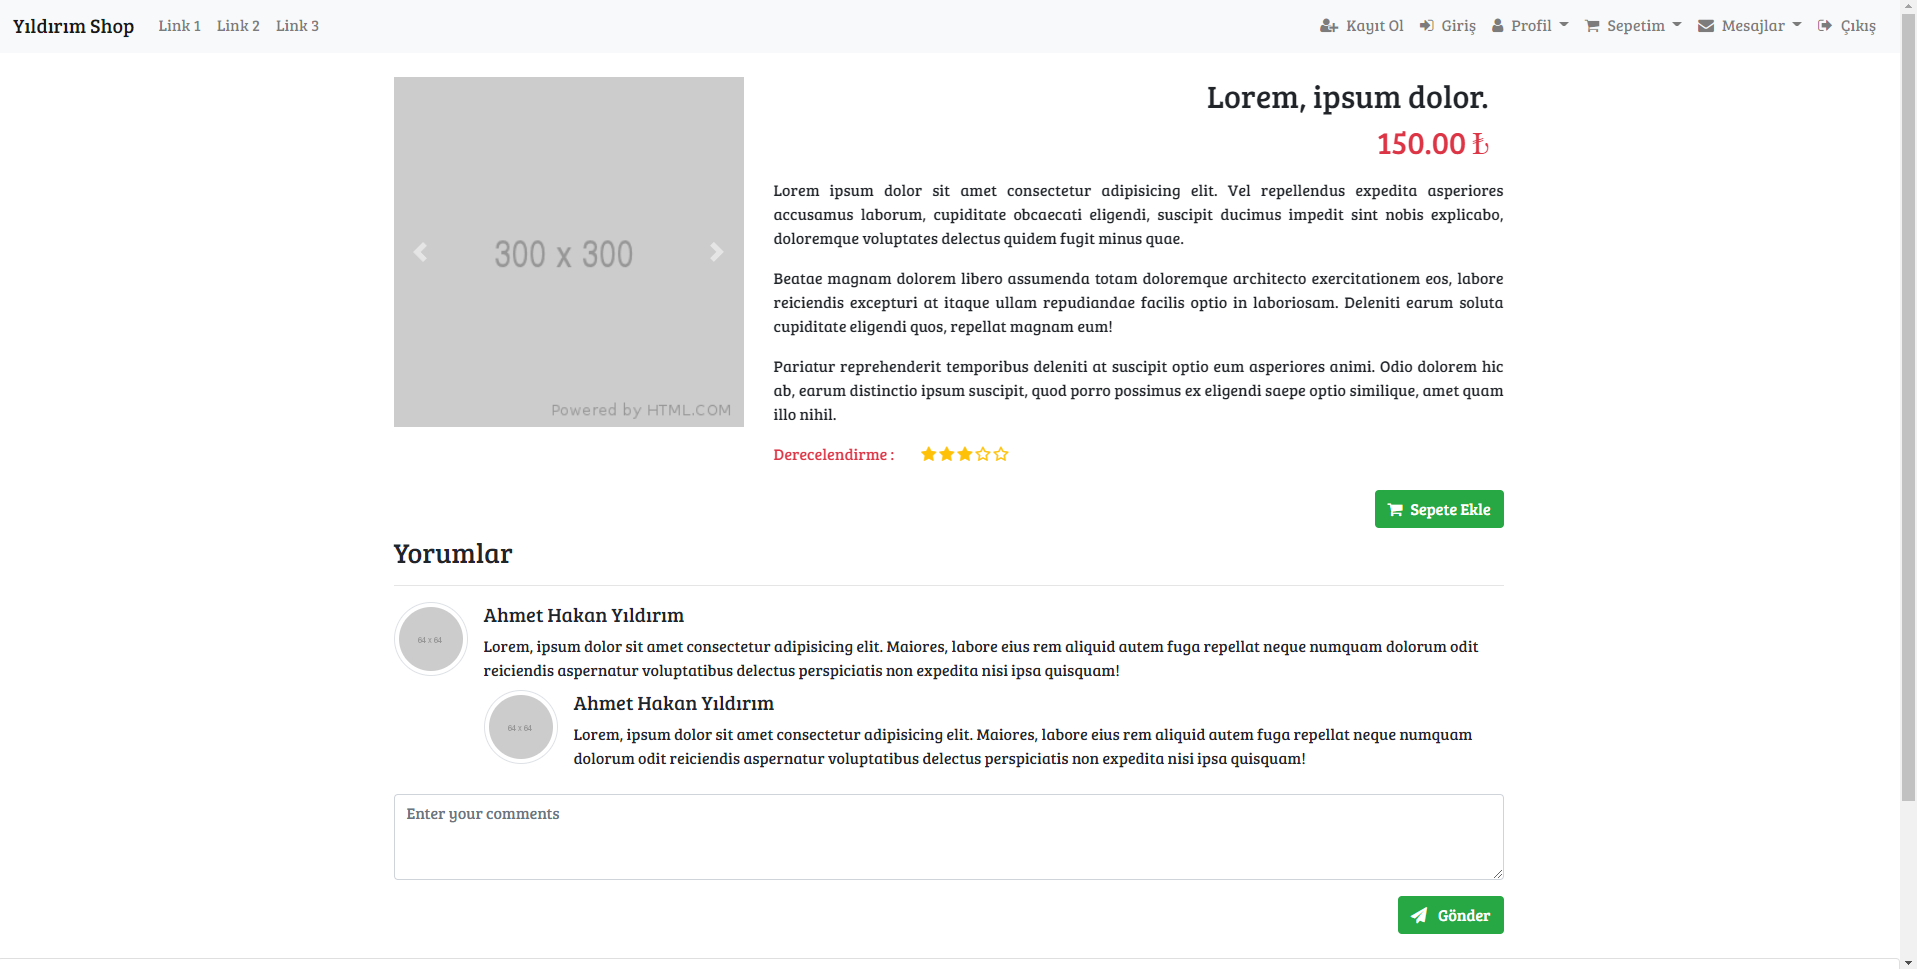 Yıldırım Shop Link 1 Link 2 Link 3 Kayıt Ol Giriş Profil Sepetim Mesajlar Çıkış
300 x 300
Powered by HTML.COM
Lorem, ipsum dolor.
150.00 ₺
Lorem ipsum dolor sit amet consectetur adipisicing elit. Vel repellendus expedita asperiores
accusamus laborum, cupiditate obcaecati eligendi, suscipit ducimus impedit sint nobis explicabo,
doloremque voluptates delectus quidem fugit minus quae.
Beatae magnam dolorem libero assumenda totam doloremque architecto exercitationem eos, labore
reiciendis excepturi at itaque ullam repudiandae facilis optio in laboriosam. Deleniti earum soluta
cupiditate eligendi quos, repellat magnam eum!
Pariatur reprehenderit temporibus deleniti at suscipit optio eum asperiores animi. Odio dolorem hic
ab, earum distinctio ipsum suscipit, quod porro possimus ex eligendi saepe optio similique, amet quam
illo nihil.
Derecelendirme :
Sepete Ekle
Yorumlar
64 x 64
Ahmet Hakan Yıldırım
Lorem, ipsum dolor sit amet consectetur adipisicing elit. Maiores, labore eius rem aliquid autem fuga repellat neque numquam dolorum odit
reiciendis aspernatur voluptatibus delectus perspiciatis non expedita nisi ipsa quisquam!
64 x 64
Ahmet Hakan Yıldırım
Lorem, ipsum dolor sit amet consectetur adipisicing elit. Maiores, labore eius rem aliquid autem fuga repellat neque numquam
dolorum odit reiciendis aspernatur voluptatibus delectus perspiciatis non expedita nisi ipsa quisquam!
Enter your comments
Gönder